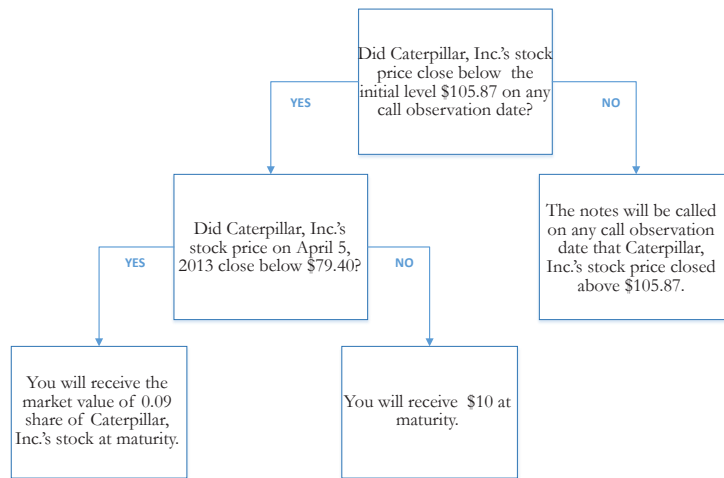 Did Caterpillar, Inc.'s stock
price close below the
initial level $105.87 on any
call observation date?
YES
NO
Did Caterpillar, Inc.'s
stock price on April 5,
2013 close below $79.40?
The notes will be called
on any call observation
date that Caterpillar,
Inc.'s stock price closed
above $105.87.
YES
NO
You will receive the
market value of 0.09
share of Caterpillar,
Inc.'s stock at maturity.
You will receive $10 at
maturity.